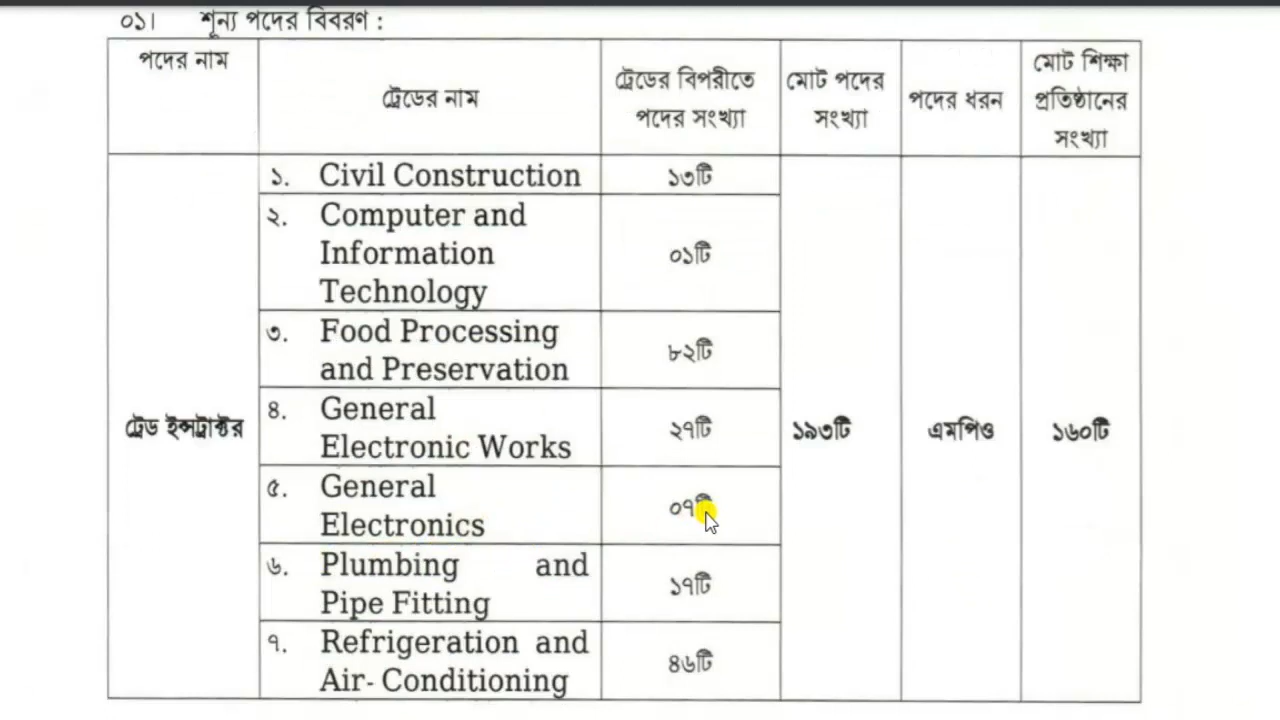 ০১। শূন্য পদের বিবরণ :
পদের নাম
ট্রেডের নাম
ট্রেডের বিপরীতে
পদের সংখ্যা
মোট পদের
সংখ্যা
পদের ধরন
মোট শিক্ষা
প্রতিষ্ঠানের
সংখ্যা
ট্রেড ইন্সট্রাক্টর
১. Civil Construction
১৩টি
২. Computer and
Information
Technology
০১টি
৩. Food Processing
and Preservation
৮২টি
৪. General
Electronic Works
২৭টি
৫. General
Electronics
০৭টি
৬. Plumbing and
Pipe Fitting
১৭টি
৭. Refrigeration and
Air- Conditioning
৪৬টি
১৯৩টি
এমপিও
১৬০টি